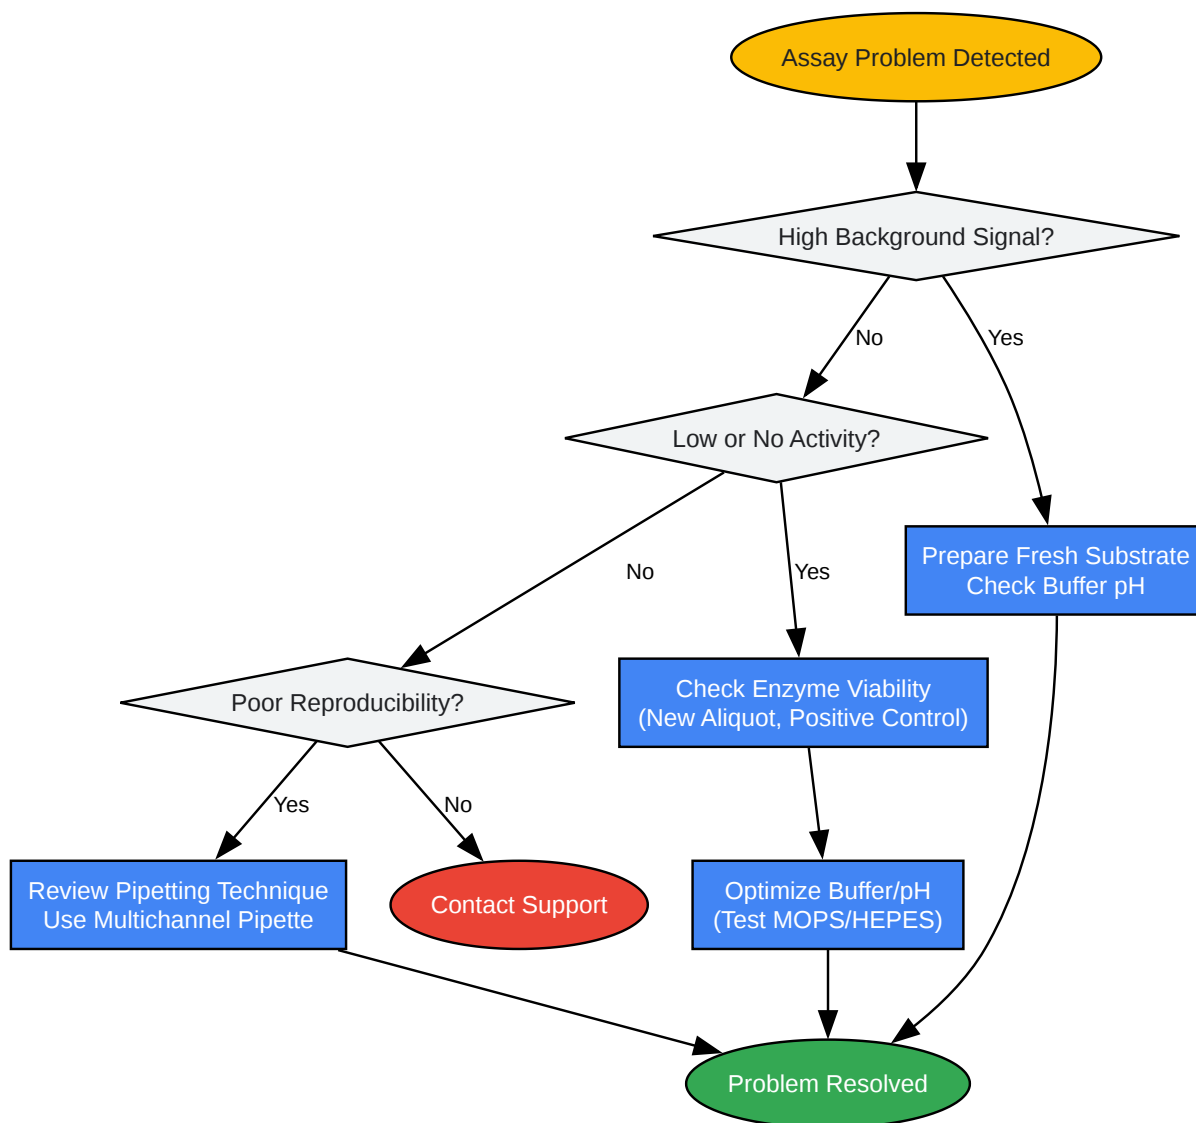 Assay Problem Detected
High Background Signal?
No
Yes
Low or No Activity?
No
Yes
Prepare Fresh Substrate
Check Buffer pH
Poor Reproducibility?
Check Enzyme Viability
(New Aliquot, Positive Control)
Yes
No
Review Pipetting Technique
Use Multichannel Pipette
Contact Support
Optimize Buffer/pH
(Test MOPS/HEPES)
Problem Resolved